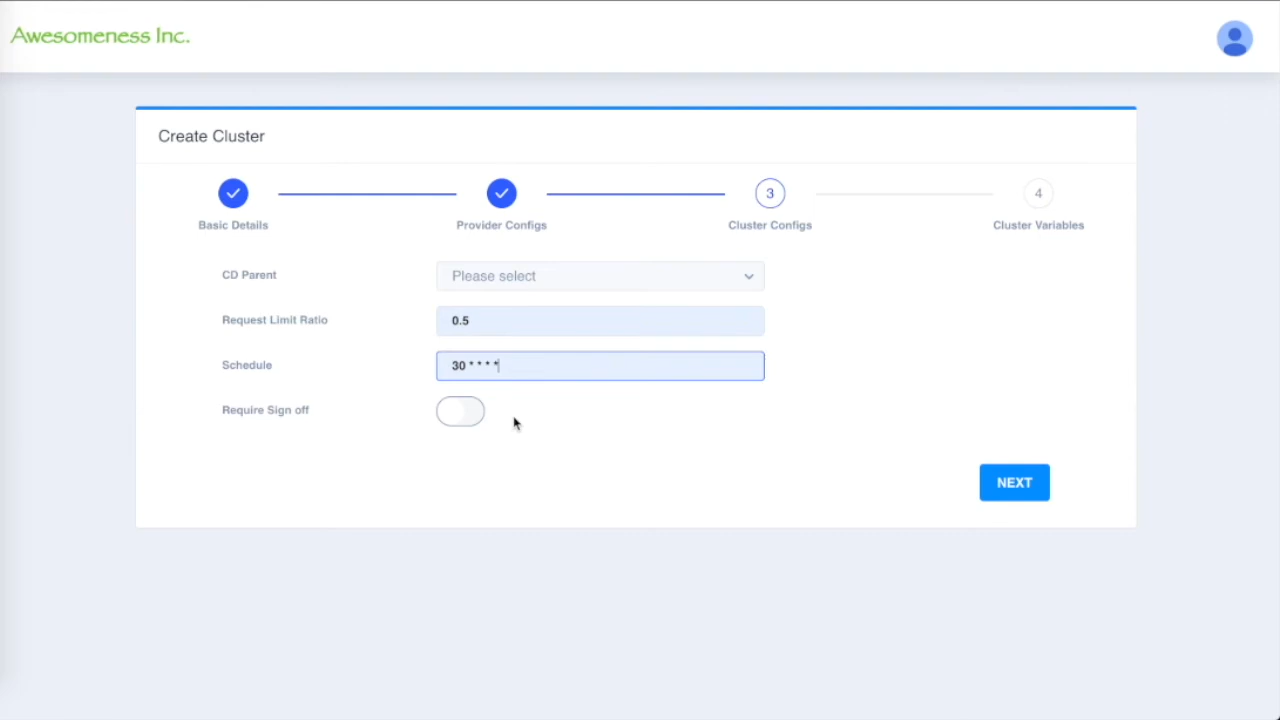 Awesomeness Inc.
Create Cluster
3
4
Basic Details
Provider Configs
Cluster Configs
Cluster Variables
CD Parent
Please select
Request Limit Ratio
0.5
Schedule
30 * * * *
Require Sign off
NEXT